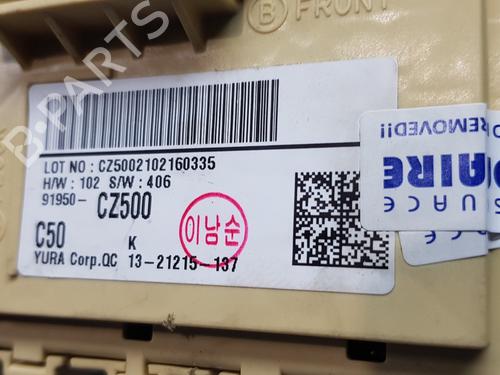 B FRONT
B-PARTS
LOT NO : CZ5002102160335
H/W : 102 S/W : 406
91950- CZ500
이남순
C50 K
YURA Corp.QC 13-21215-137
REMOVED!!